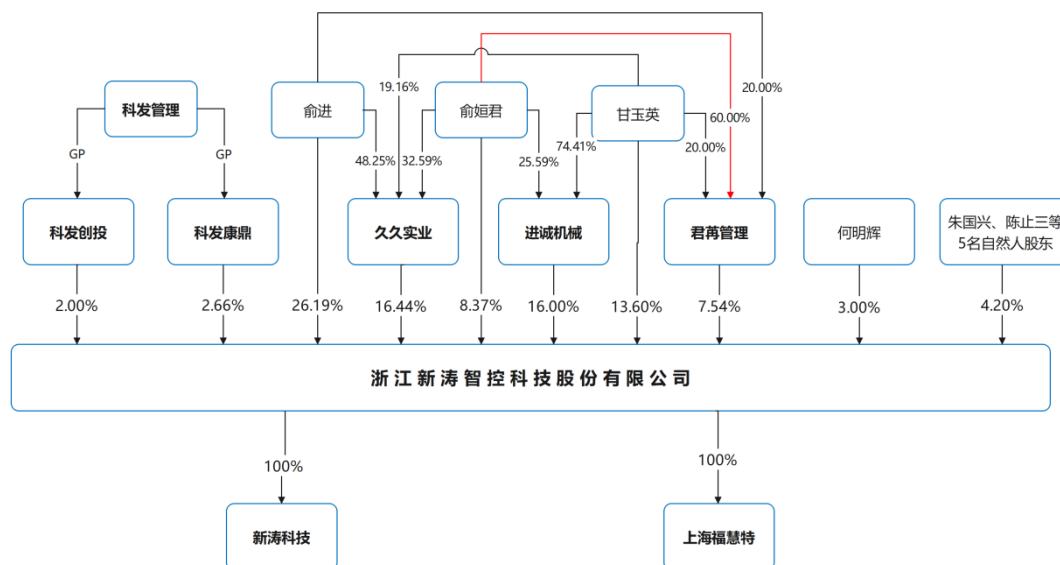 19.16%
20.00%
科发管理
俞进
俞姮君
甘玉英
60.00%
GP
GP
48.25%
32.59%
25.59%
74.41%
20.00%
科发创投
科发康鼎
久久实业
进诚机械
君苒管理
何明辉
朱国兴、陈止三等
5名自然人股东
2.00%
2.66%
26.19%
16.44%
8.37%
16.00%
13.60%
7.54%
3.00%
4.20%
浙江新涛智控科技股份有限公司
100%
100%
新涛科技
上海福慧特